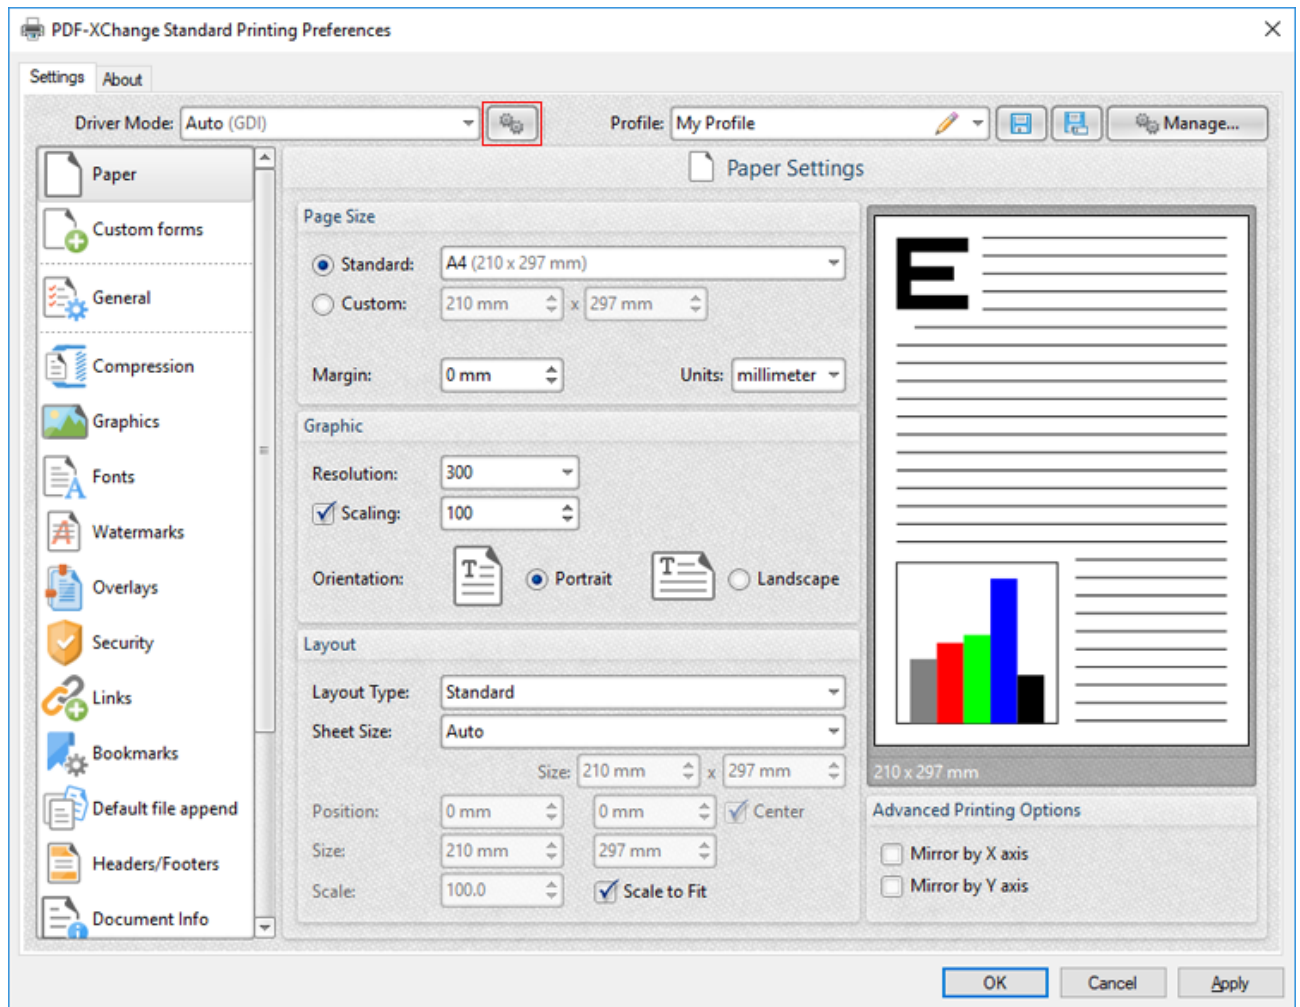 PDF-XChange Standard Printing Preferences
Settings About
Driver Mode: Auto (GDI) Profile: My Profile Manage...
Paper
Custom forms
General
Compression
Graphics
Fonts
Watermarks
Overlays
Security
Links
Bookmarks
Default file append
Headers/Footers
Document Info
Paper Settings
Page Size
Standard: A4 (210 x 297 mm)
Custom: 210 mm x 297 mm
Margin: 0 mm Units: millimeter
Graphic
Resolution: 300
Scaling: 100
Orientation: T Portrait T Landscape
Layout
Layout Type: Standard
Sheet Size: Auto
Size: 210 mm x 297 mm
Position: 0 mm 0 mm Center
Size: 210 mm 297 mm
Scale: 100.0 Scale to Fit
E
210 x 297 mm
Advanced Printing Options
Mirror by X axis
Mirror by Y axis
OK Cancel Apply